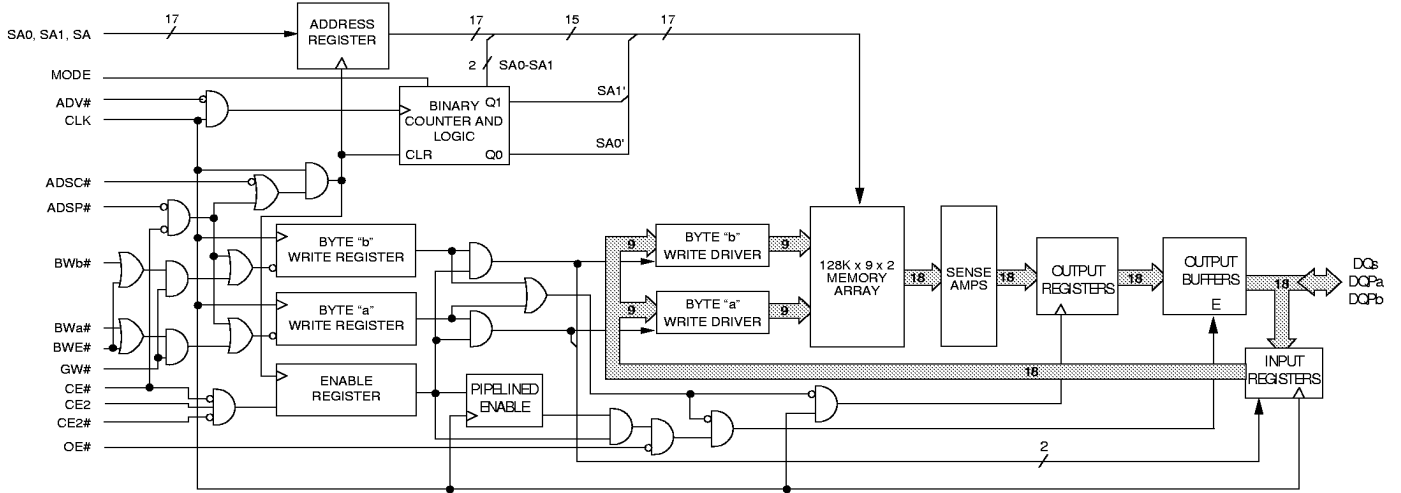 17
ADDRESS
REGISTER
17
15
17
SA0, SA1, SA
MODE
2
SA0-SA1
ADV#
CLK
BINARY
COUNTER AND
LOGIC
Q1
CLR
Q0
SA1'
SA0'
ADSC#
ADSP#
BYTE “b”
WRITE REGISTER
BWb#
BYTE “a”
WRITE REGISTER
BWa#
BWE#
GW#
CE#
CE2
CE2#
OE#
ENABLE
REGISTER
PIPELINED
ENABLE
9
BYTE “b”
WRITE DRIVER
9
9
BYTE “a”
WRITE DRIVER
9
128K x 9 x 2
MEMORY
ARRAY
18
SENSE
AMPS
18
OUTPUT
REGISTERS
18
OUTPUT
BUFFERS
E
18
DQs
DQPa
DQPb
INPUT
REGISTERS
18
2